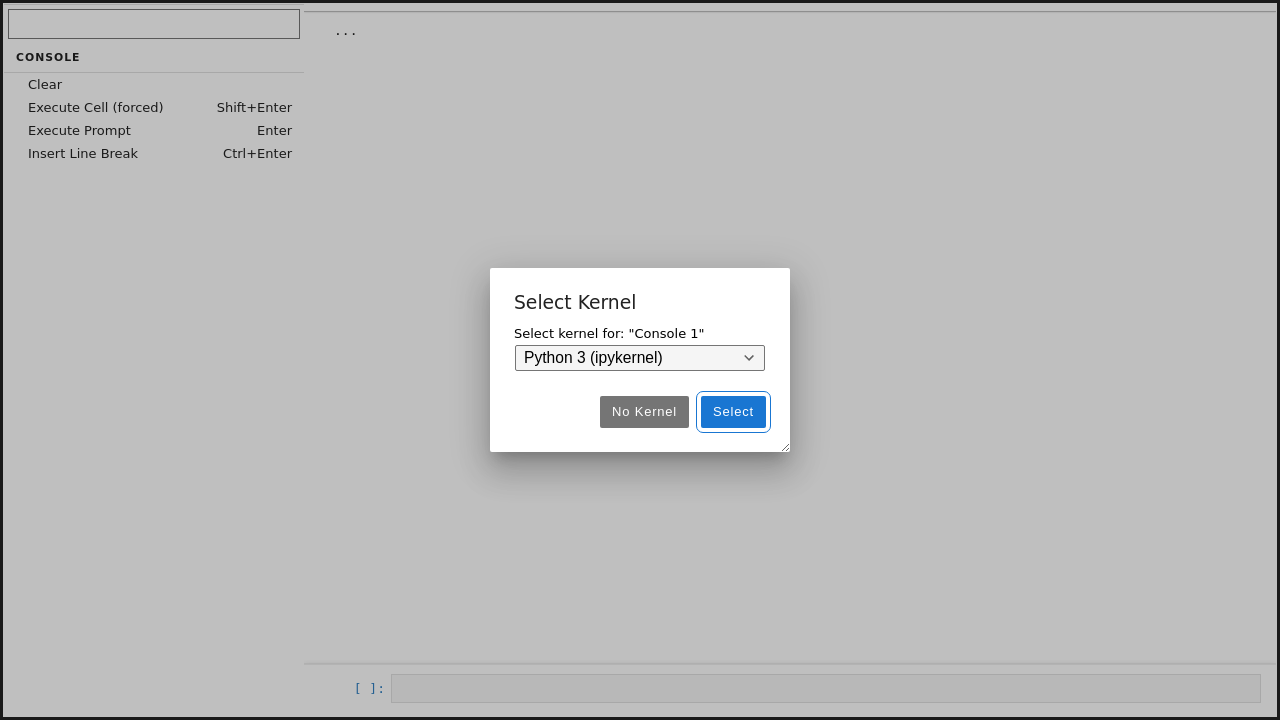 CONSOLE
Clear
Execute Cell (forced) Shift+Enter
Execute Prompt Enter
Insert Line Break Ctrl+Enter
...
Select Kernel
Select kernel for: "Console 1"
Python 3 (ipykernel)
No Kernel Select
[ ]: